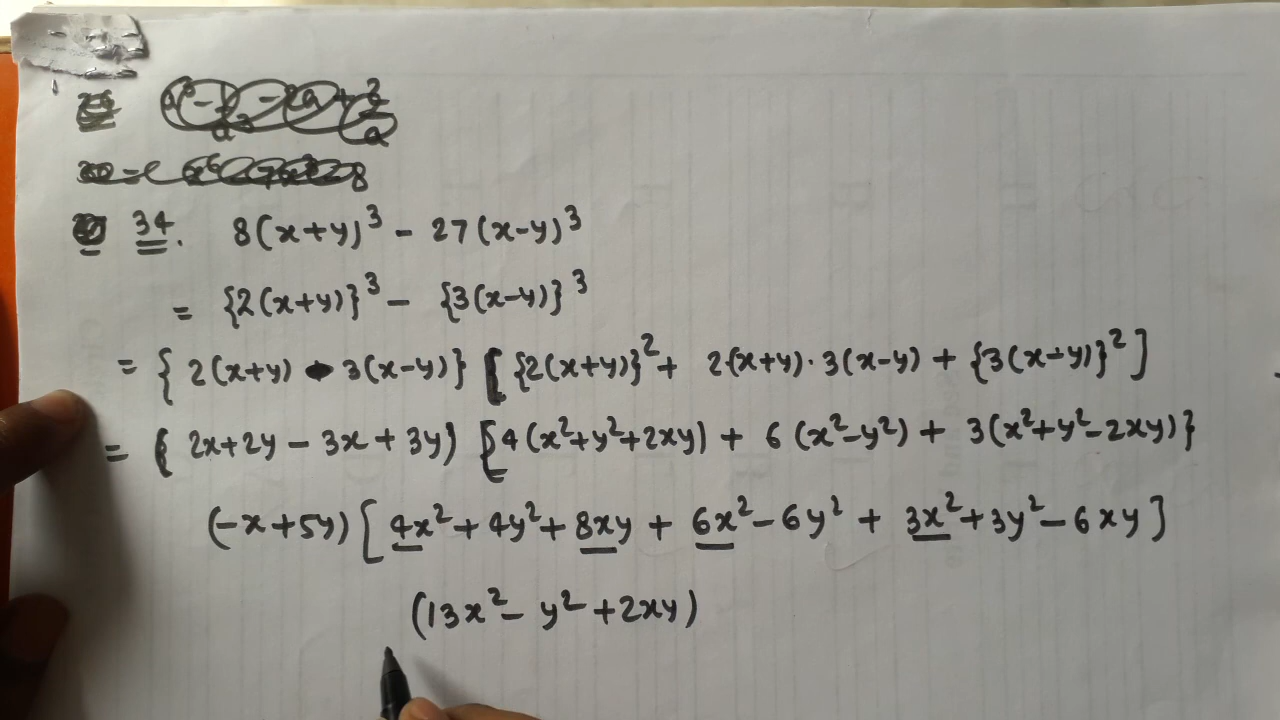 34. 8(x+y)³ - 27(x-y)³
= {2(x+y)}³ - {3(x-y)}³
= { 2(x+y) - 3(x-y)} [ {2(x+y)}² + 2(x+y) · 3(x-y) + {3(x-y)}² ]
= { 2x+2y - 3x + 3y) [4(x²+y²+2xy) + 6(x²-y²) + 3(x²+y²-2xy)}
(-x+5y) [ 4x² + 4y² + 8xy + 6x² - 6y² + 3x² + 3y² - 6xy ]
(13x² - y² + 2xy)